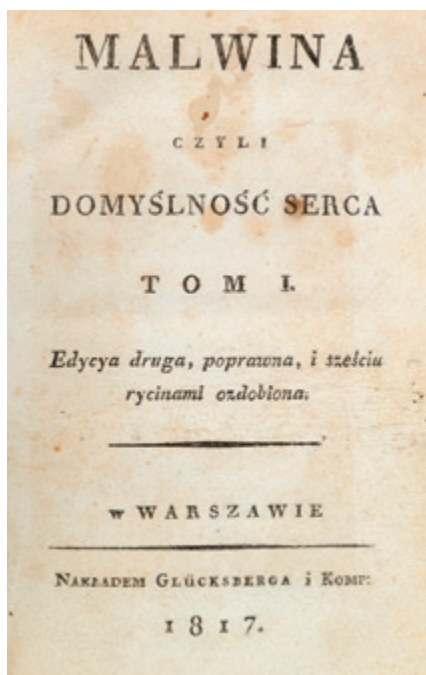 MALWINA
CZYLI
DOMYŚLNOŚĆ SERCA
TOM I.
Edycya druga, poprawna, i sześciu
rycinami ozdobiona.
w WARSZAWIE
NAKŁADEM GLÜCKSBERGA i KOMP:
1817.